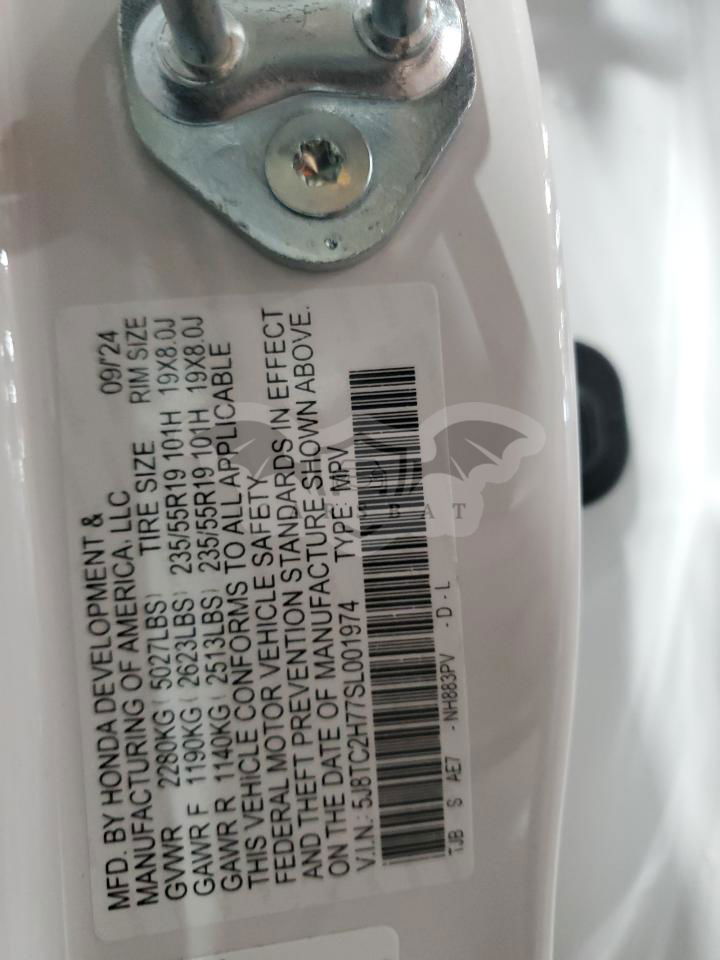 MFD. BY HONDA DEVELOPMENT &
MANUFACTURING OF AMERICA, LLC 09/"24
TIRE SIZE RIM SIZE
GVWR 2280KG ( 5027LBS)
GAWR F 1190KG ( 2623LBS) 235/55R19 101H 19X8.0J
GAWR R 1140KG ( 2513LBS) 235/55R19 101H 19X8.0J
THIS VEHICLE CONFORMS TO ALL APPLICABLE
FEDERAL MOTOR VEHICLE SAFETY
AND THEFT PREVENTION STANDARDS IN EFFECT
ON THE DATE OF MANUFACTURE SHOWN ABOVE.
V.I.N.: 5J8TC2H77SL001974 TYPE: MPV
TJB S AE7 - NH883PV - D - L